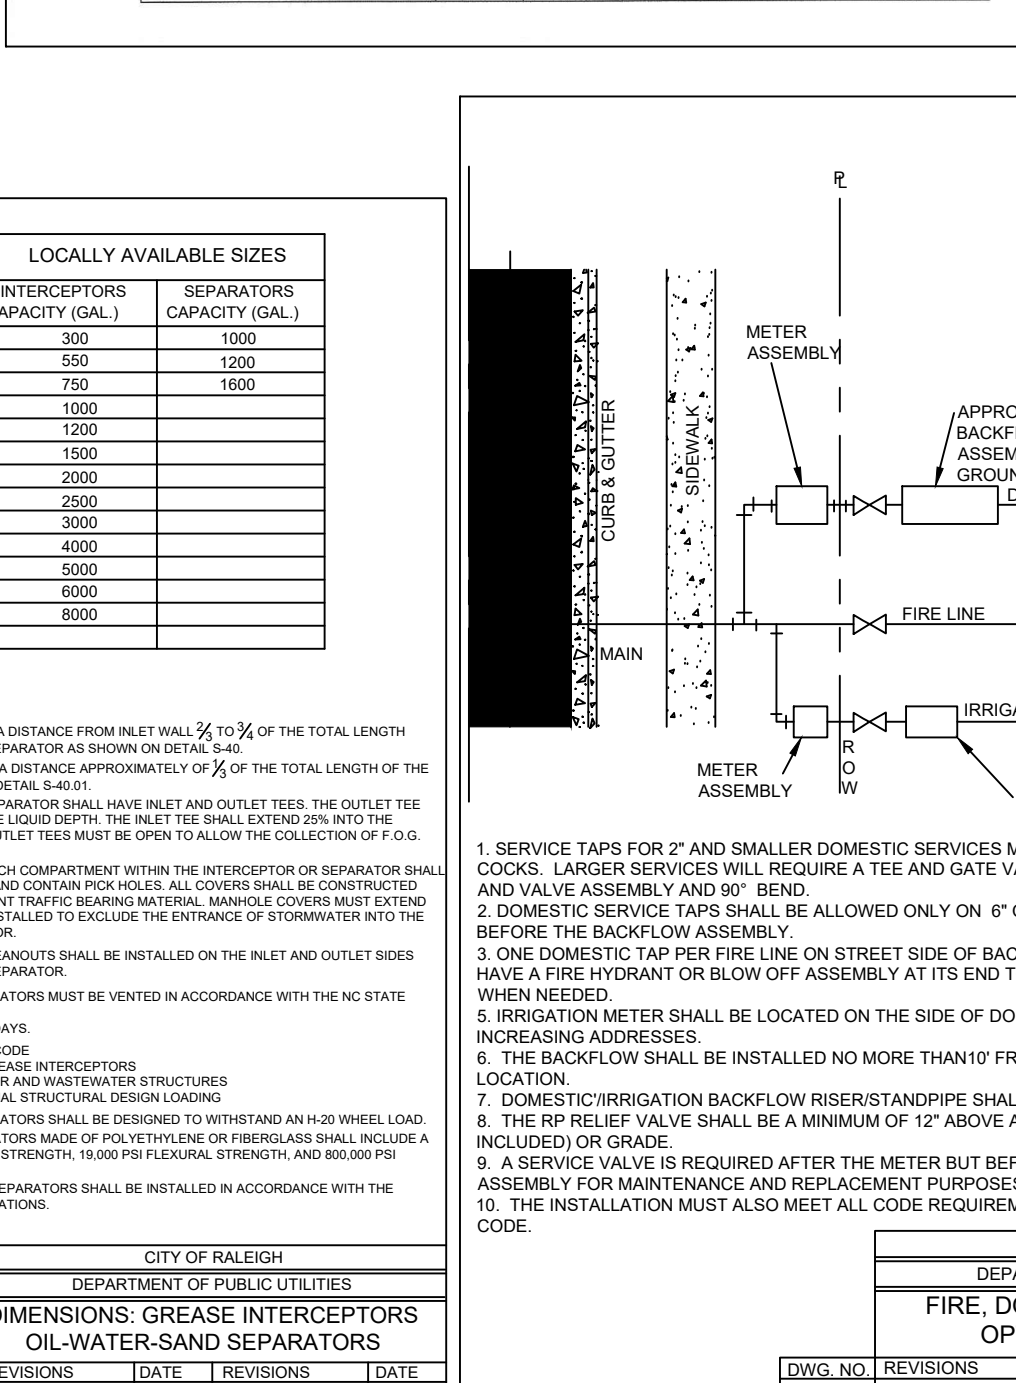 LOCALLY AVAILABLE SIZES
INTERCEPTORS SEPARATORS
APACITY (GAL.) CAPACITY (GAL.)
300 1000
550 1200
750 1600
1000
1200
1500
2000
2500
3000
4000
5000
6000
8000
A DISTANCE FROM INLET WALL 2/3 TO 3/4 OF THE TOTAL LENGTH
EPARATOR AS SHOWN ON DETAIL S-40.
A DISTANCE APPROXIMATELY OF 1/3 OF THE TOTAL LENGTH OF THE
DETAIL S-40.01.
PARATOR SHALL HAVE INLET AND OUTLET TEES. THE OUTLET TEE
E LIQUID DEPTH. THE INLET TEE SHALL EXTEND 25% INTO THE
UTLET TEES MUST BE OPEN TO ALLOW THE COLLECTION OF F.O.G.
CH COMPARTMENT WITHIN THE INTERCEPTOR OR SEPARATOR SHALL
AND CONTAIN PICK HOLES. ALL COVERS SHALL BE CONSTRUCTED
NT TRAFFIC BEARING MATERIAL. MANHOLE COVERS MUST EXTEND
STALLED TO EXCLUDE THE ENTRANCE OF STORMWATER INTO THE
OR.
EANOUTS SHALL BE INSTALLED ON THE INLET AND OUTLET SIDES
EPARATOR.
ATORS MUST BE VENTED IN ACCORDANCE WITH THE NC STATE
DAYS.
CODE
EASE INTERCEPTORS
R AND WASTEWATER STRUCTURES
AL STRUCTURAL DESIGN LOADING
ATORS SHALL BE DESIGNED TO WITHSTAND AN H-20 WHEEL LOAD.
ATORS MADE OF POLYETHYLENE OR FIBERGLASS SHALL INCLUDE A
STRENGTH, 19,000 PSI FLEXURAL STRENGTH, AND 800,000 PSI
EPARATORS SHALL BE INSTALLED IN ACCORDANCE WITH THE
ATIONS.
CITY OF RALEIGH
DEPARTMENT OF PUBLIC UTILITIES
DIMENSIONS: GREASE INTERCEPTORS
OIL-WATER-SAND SEPARATORS
EVISIONS DATE REVISIONS DATE
PL
METER
ASSEMBLY
APPRO
BACKF
ASSEM
GROUN
D
CURB & GUTTER
SIDEWALK
FIRE LINE
MAIN
IRRIGA
METER
ASSEMBLY
R
O
W
1. SERVICE TAPS FOR 2" AND SMALLER DOMESTIC SERVICES M
COCKS. LARGER SERVICES WILL REQUIRE A TEE AND GATE VA
AND VALVE ASSEMBLY AND 90° BEND.
2. DOMESTIC SERVICE TAPS SHALL BE ALLOWED ONLY ON 6" O
BEFORE THE BACKFLOW ASSEMBLY.
3. ONE DOMESTIC TAP PER FIRE LINE ON STREET SIDE OF BAC
HAVE A FIRE HYDRANT OR BLOW OFF ASSEMBLY AT ITS END T
WHEN NEEDED.
5. IRRIGATION METER SHALL BE LOCATED ON THE SIDE OF DO
INCREASING ADDRESSES.
6. THE BACKFLOW SHALL BE INSTALLED NO MORE THAN10' FR
LOCATION.
7. DOMESTIC'/IRRIGATION BACKFLOW RISER/STANDPIPE SHAL
8. THE RP RELIEF VALVE SHALL BE A MINIMUM OF 12" ABOVE A
INCLUDED) OR GRADE.
9. A SERVICE VALVE IS REQUIRED AFTER THE METER BUT BEF
ASSEMBLY FOR MAINTENANCE AND REPLACEMENT PURPOSES
10. THE INSTALLATION MUST ALSO MEET ALL CODE REQUIREM
CODE.
DEPA
FIRE, DO
OP
DWG. NO. REVISIONS